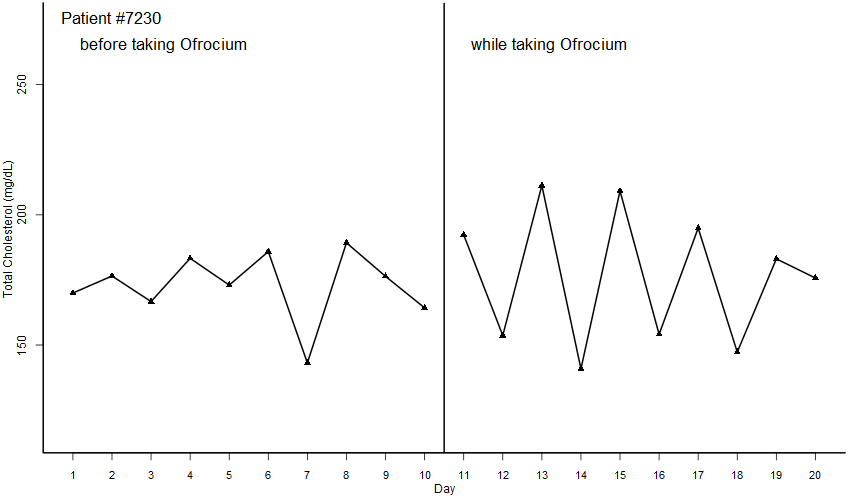 Patient #7230
before taking Ofrocium
while taking Ofrocium
Total Cholesterol (mg/dL)
250
200
150
1 2 3 4 5 6 7 8 9 10 11 12 13 14 15 16 17 18 19 20
Day